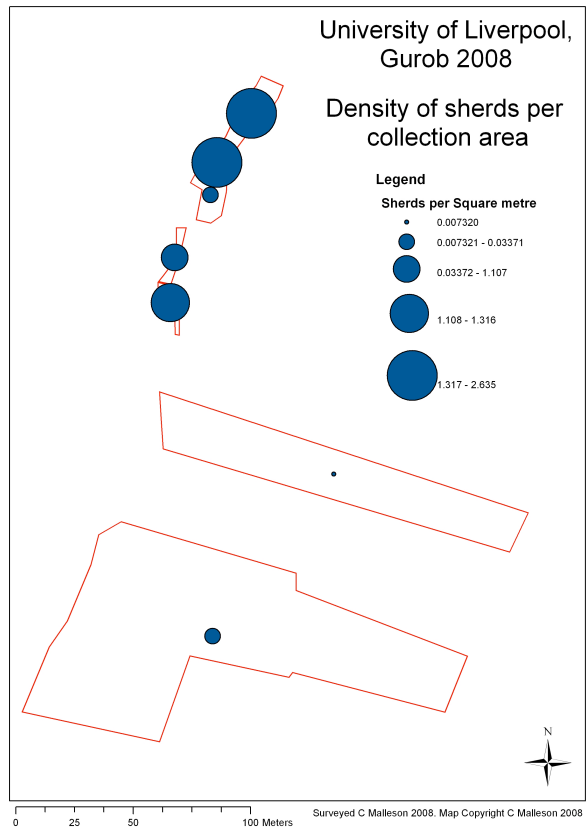 University of Liverpool,
Gurob 2008
Density of sherds per
collection area
Legend
Sherds per Square metre
0.007320
0.007321 - 0.03371
0.03372 - 1.107
1.108 - 1.316
1.317 - 2.635
N
0 25 50 100 Meters
Surveyed C Malleson 2008. Map Copyright C Malleson 2008